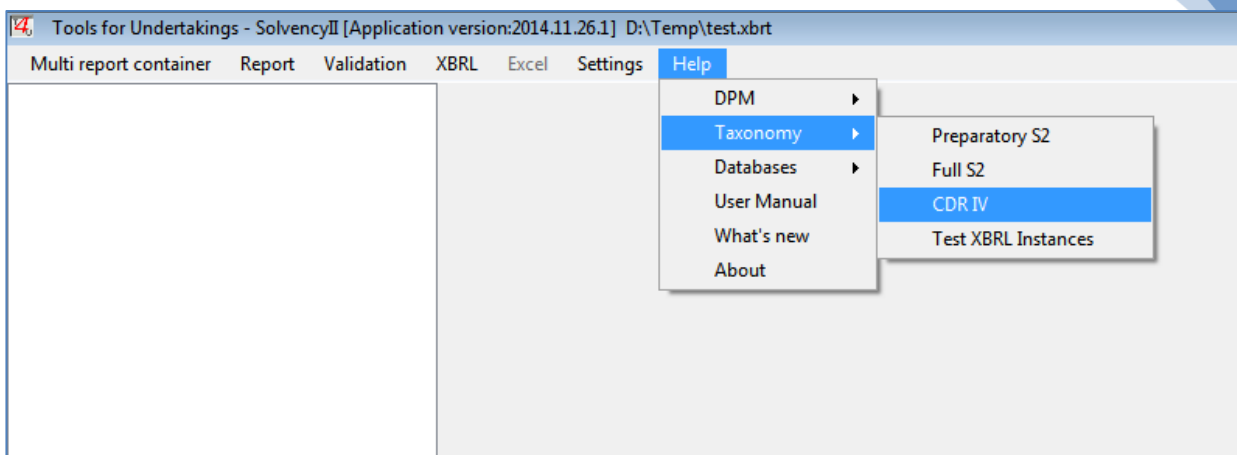 4 Tools for Undertakings - SolvencyII [Application version:2014.11.26.1] D:\Temp\test.xbrt
Multi report container Report Validation XBRL Excel Settings Help
DPM
Taxonomy
Databases
User Manual
What's new
About
Preparatory S2
Full S2
CDR IV
Test XBRL Instances